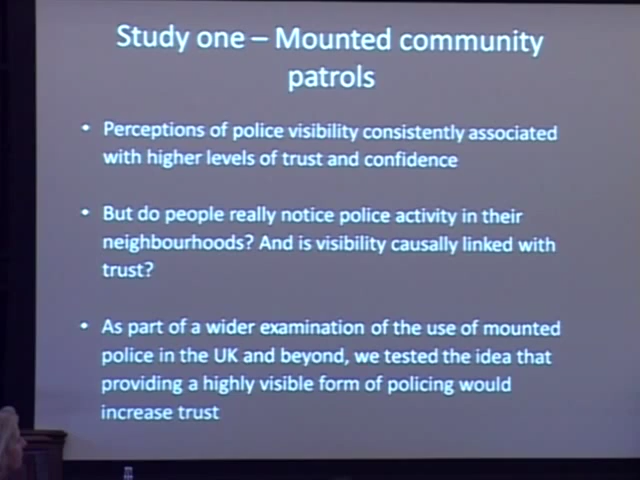 Study one – Mounted community
patrols
• Perceptions of police visibility consistently associated
with higher levels of trust and confidence
• But do people really notice police activity in their
neighbourhoods? And is visibility causally linked with
trust?
• As part of a wider examination of the use of mounted
police in the UK and beyond, we tested the idea that
providing a highly visible form of policing would
increase trust